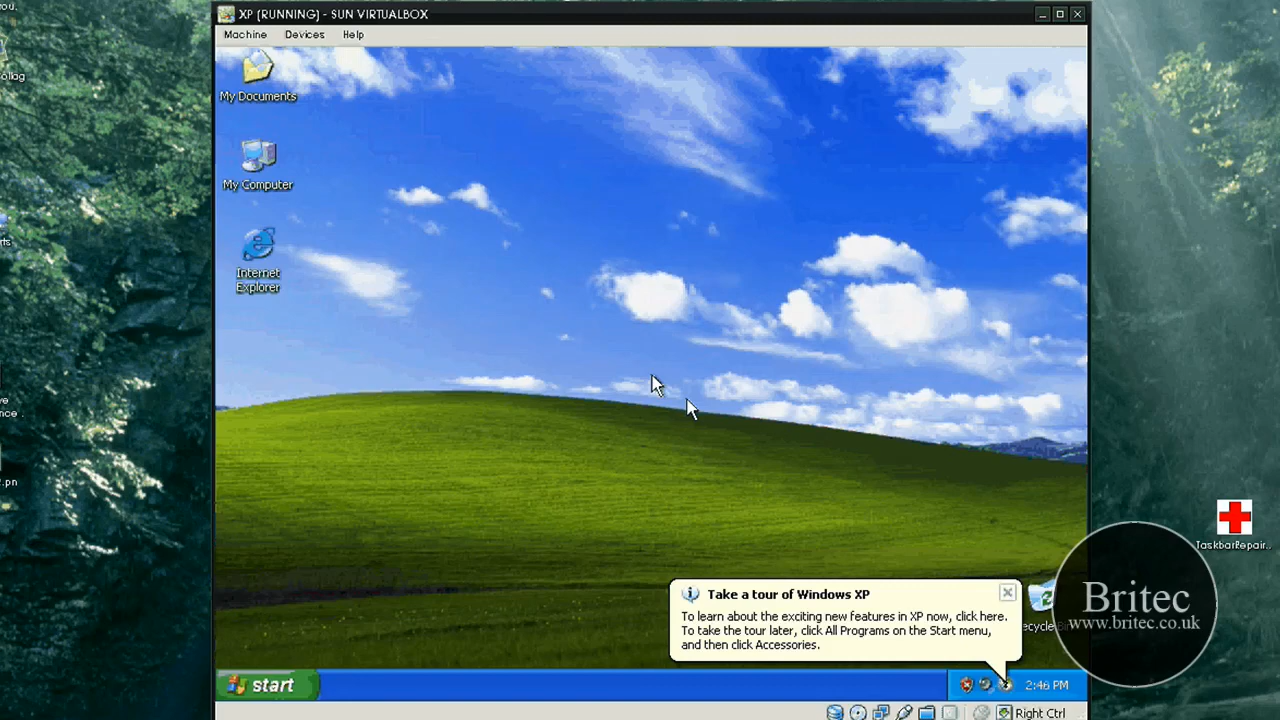 XP [RUNNING] - SUN VIRTUALBOX
Machine Devices Help
My Documents
My Computer
Internet
Explorer
Take a tour of Windows XP
To learn about the exciting new features in XP now, click here.
To take the tour later, click All Programs on the Start menu,
and then click Accessories.
start
2:46 PM
Right Ctrl
TaskbarRepair...
Britec
www.britec.co.uk